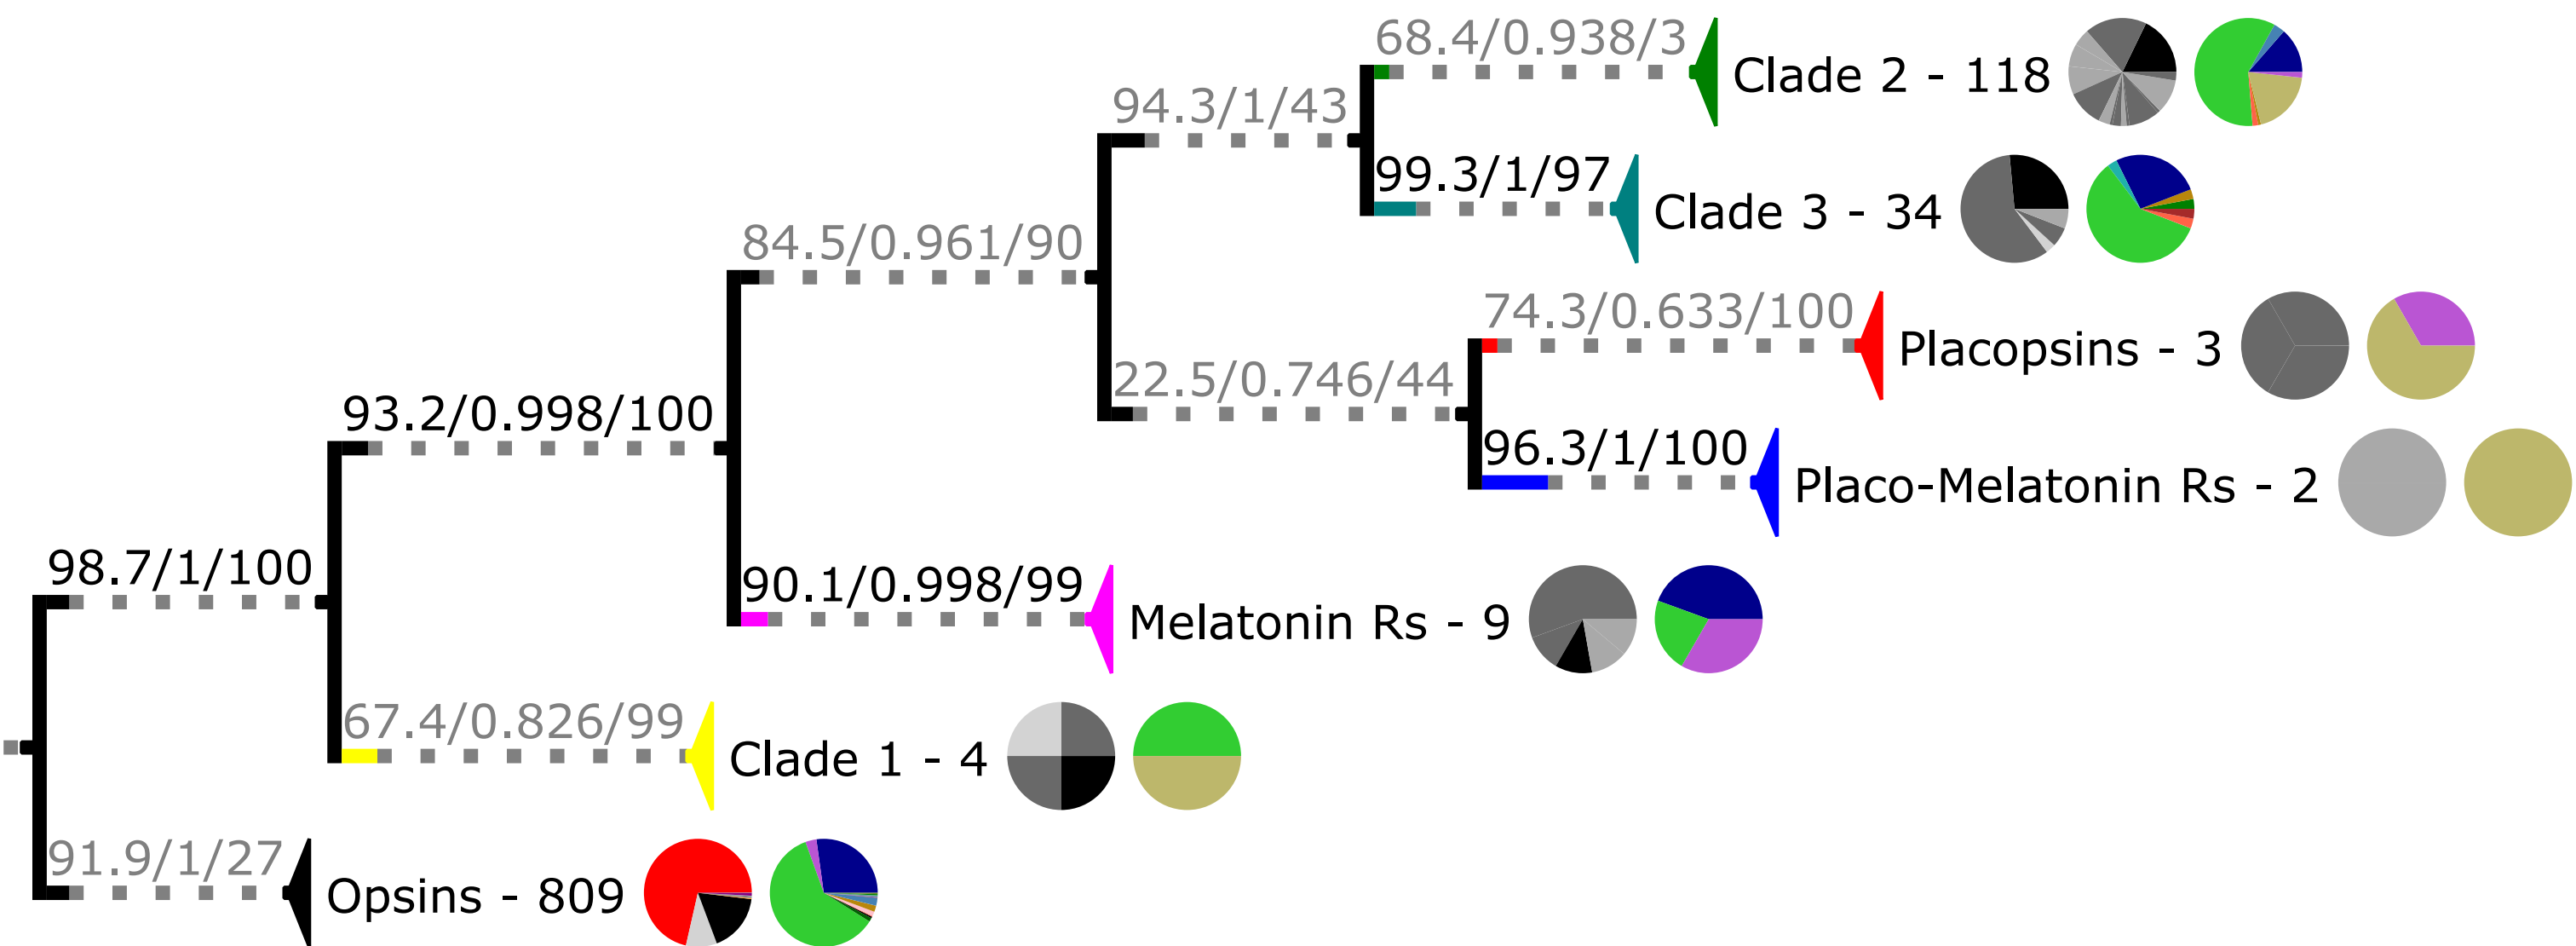 68.4/0.938/3
Clade 2 - 118
94.3/1/43
99.3/1/97
Clade 3 - 34
84.5/0.961/90
74.3/0.633/100
Placopsins - 3
22.5/0.746/44
93.2/0.998/100
96.3/1/100
Placo-Melatonin Rs - 2
98.7/1/100
90.1/0.998/99
Melatonin Rs - 9
67.4/0.826/99
Clade 1 - 4
91.9/1/27
Opsins - 809